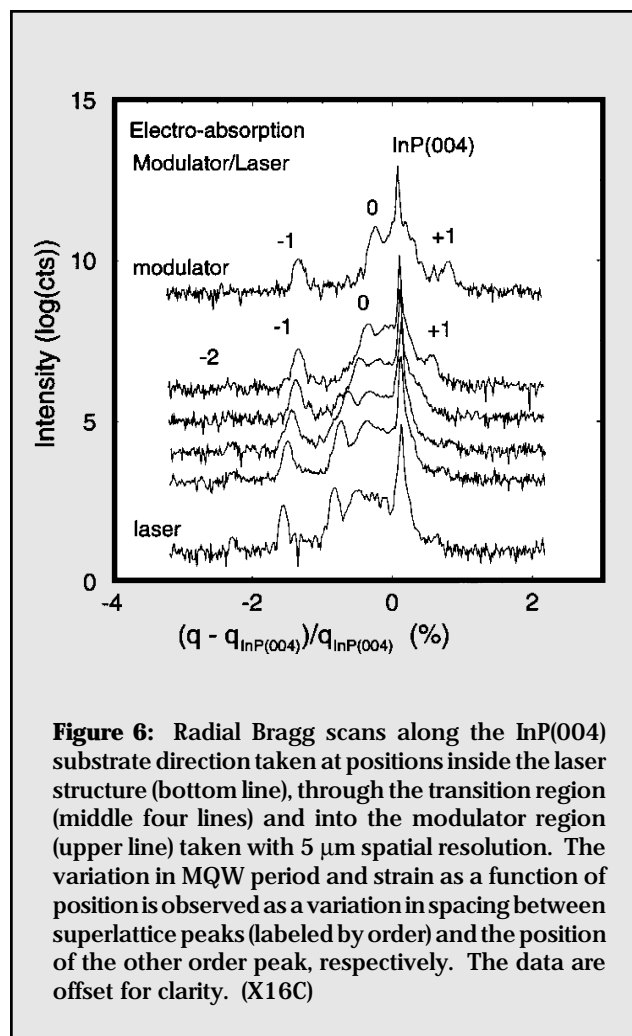 15
Electro-absorption
InP(004)
Modulator/Laser
0
-1
+1
10
modulator
0
-1
+1
-2
Intensity (log(cts))
5
laser
0
-4
-2
0
2
(q - qInP(004))/qInP(004) (%)
Figure 6: Radial Bragg scans along the InP(004)
substrate direction taken at positions inside the laser
structure (bottom line), through the transition region
(middle four lines) and into the modulator region
(upper line) taken with 5 μm spatial resolution. The
variation in MQW period and strain as a function of
position is observed as a variation in spacing between
superlattice peaks (labeled by order) and the position
of the other order peak, respectively. The data are
offset for clarity. (X16C)